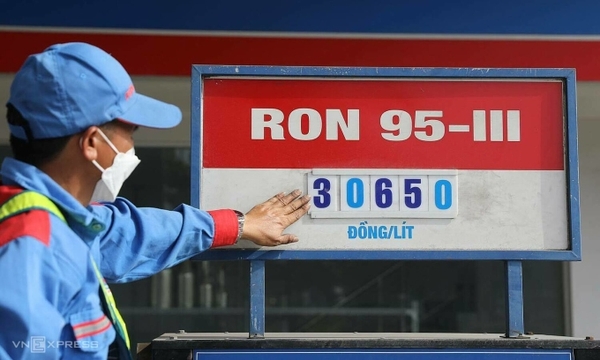 RON 95-III
30650
ĐỒNG/LÍT
VNEXPRESS